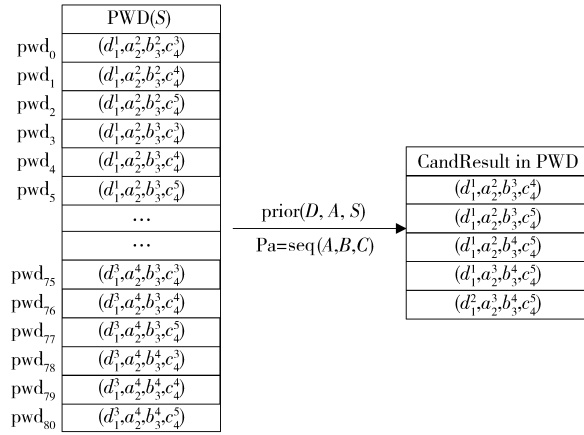 PWD(S)
pwd₀ (d₁¹,a₂²,b₃²,c₄³)
pwd₁ (d₁¹,a₂²,b₃²,c₄⁴)
pwd₂ (d₁¹,a₂²,b₃²,c₄⁵)
pwd₃ (d₁¹,a₂²,b₃³,c₄³)
pwd₄ (d₁¹,a₂²,b₃³,c₄⁴)
pwd₅ (d₁¹,a₂²,b₃³,c₄⁵)
…
…
pwd₇₅ (d₁³,a₂⁴,b₃³,c₄³)
pwd₇₆ (d₁³,a₂⁴,b₃³,c₄⁴)
pwd₇₇ (d₁³,a₂⁴,b₃³,c₄⁵)
pwd₇₈ (d₁³,a₂⁴,b₃⁴,c₄³)
pwd₇₉ (d₁³,a₂⁴,b₃⁴,c₄⁴)
pwd₈₀ (d₁³,a₂⁴,b₃⁴,c₄⁵)
prior(D, A, S)
Pa=seq(A,B,C)
CandResult in PWD
(d₁¹,a₂²,b₃³,c₄⁴)
(d₁¹,a₂²,b₃³,c₄⁵)
(d₁¹,a₂²,b₃⁴,c₄⁵)
(d₁¹,a₂³,b₃⁴,c₄⁵)
(d₁²,a₂³,b₃⁴,c₄⁵)